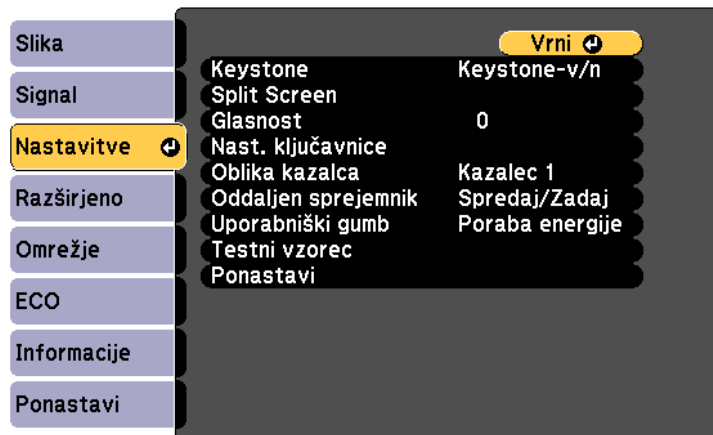 Slika
Signal
Nastavitve
Razširjeno
Omrežje
ECO
Informacije
Ponastavi
Vrni
Keystone Keystone-v/n
Split Screen
Glasnost 0
Nast. ključavnice
Oblika kazalca Kazalec 1
Oddaljen sprejemnik Spredaj/Zadaj
Uporabniški gumb Poraba energije
Testni vzorec
Ponastavi